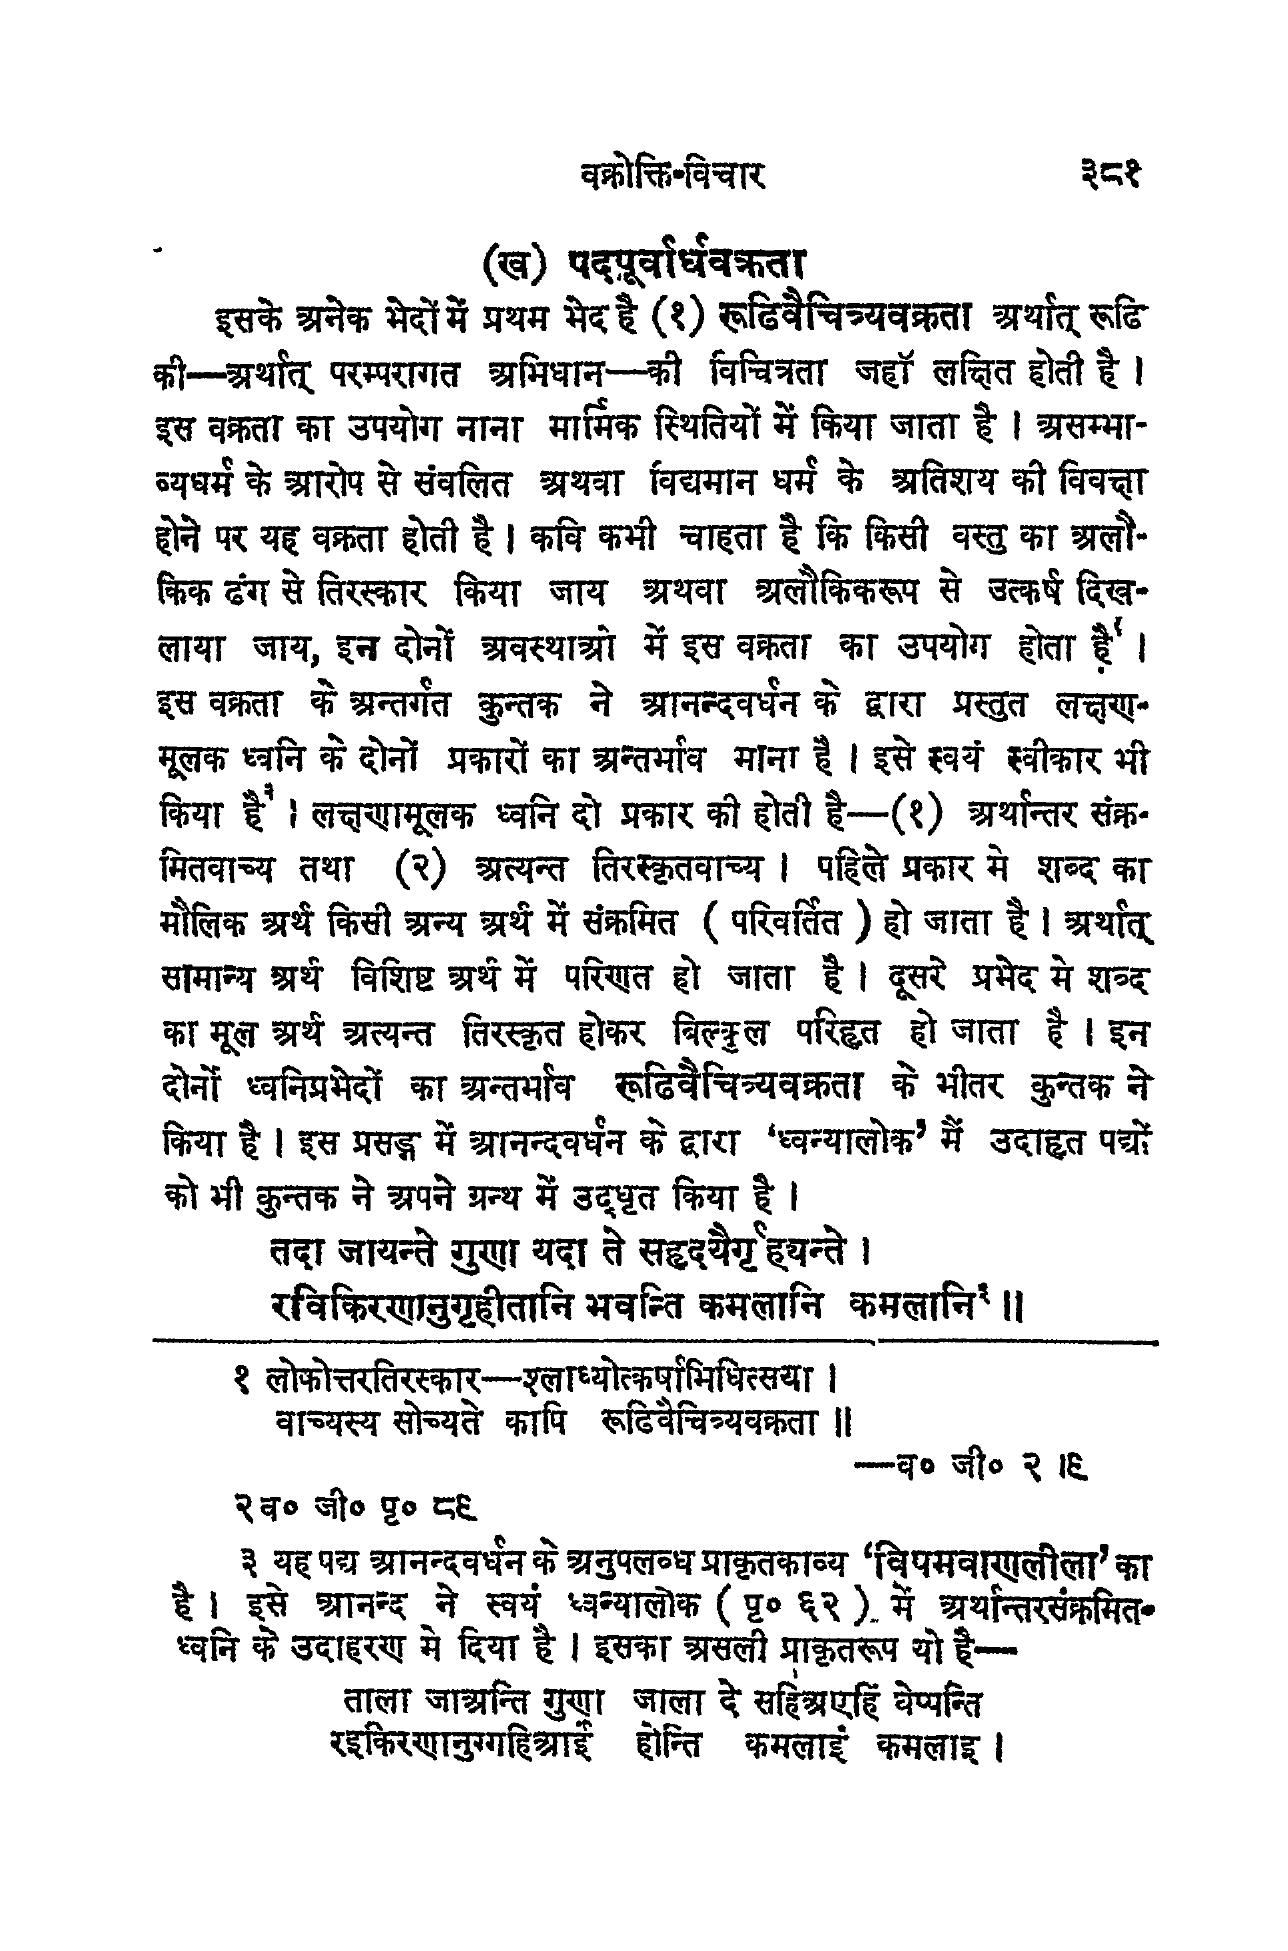 वक्रोक्ति-विचार ३८१
(ख) पदपूर्वार्धवक्रता
इसके अनेक भेदों में प्रथम भेद है (१) रूढिवैचित्र्यवक्रता अर्थात् रूढि
की—अर्थात् परम्परागत अभिधान—की विचित्रता जहाँ लक्षित होती है ।
इस वक्रता का उपयोग नाना मार्मिक स्थितियों में किया जाता है । असम्भा-
व्यधर्म के आरोप से संवलित अथवा विद्यमान धर्म के अतिशय की विवक्षा
होने पर यह वक्रता होती है । कवि कभी चाहता है कि किसी वस्तु का अलौ-
किक ढंग से तिरस्कार किया जाय अथवा अलौकिकरूप से उत्कर्ष दिख-
लाया जाय, इन दोनों अवस्थाओ में इस वक्रता का उपयोग होता है१ ।
इस वक्रता के अन्तर्गत कुन्तक ने आनन्दवर्धन के द्वारा प्रस्तुत लक्षण-
मूलक ध्वनि के दोनों प्रकारों का अन्तर्भाव माना है । इसे स्वयं स्वीकार भी
किया है२ । लक्षणामूलक ध्वनि दो प्रकार की होती है—(१) अर्थान्तर संक्र-
मितवाच्य तथा (२) अत्यन्त तिरस्कृतवाच्य । पहिले प्रकार मे शब्द का
मौलिक अर्थ किसी अन्य अर्थ में संक्रमित ( परिवर्तित ) हो जाता है । अर्थात्
सामान्य अर्थ विशिष्ट अर्थ में परिणत हो जाता है । दूसरे प्रभेद मे शब्द
का मूल अर्थ अत्यन्त तिरस्कृत होकर बिल्कुल परिहृत हो जाता है । इन
दोनों ध्वनिप्रभेदों का अन्तर्भाव रूढिवैचित्र्यवक्रता के भीतर कुन्तक ने
किया है । इस प्रसङ्ग में आनन्दवर्धन के द्वारा ‘ध्वन्यालोक’ मैं उदाहृत पद्यों
को भी कुन्तक ने अपने ग्रन्थ में उद्धृत किया है ।
तदा जायन्ते गुणा यदा ते सहृदयैर्गृह्यन्ते ।
रविकिरणानुगृहीतानि भवन्ति कमलानि कमलानि३ ॥
१ लोकोत्तरतिरस्कार—श्लाध्योत्कर्षाभिधित्सया ।
वाच्यस्य सोच्यते कापि रूढिवैचित्र्यवक्रता ॥
—व० जी० २ ।९
२ व० जी० पृ० ८९
३ यह पद्य आनन्दवर्धन के अनुपलब्ध प्राकृतकाव्य ‘विपमवाणलीला’ का
है । इसे आनन्द ने स्वयं ध्वन्यालोक ( पृ० ६२ ) में अर्थान्तरसंक्रमित-
ध्वनि के उदाहरण मे दिया है । इसका असली प्राकृतरूप यो है—
ताला जाअन्ति गुणा जाला दे सहिअएहिं घेप्पन्ति
रइकिरणानुग्गहिआइँ होन्ति कमलाइं कमलाइ ।